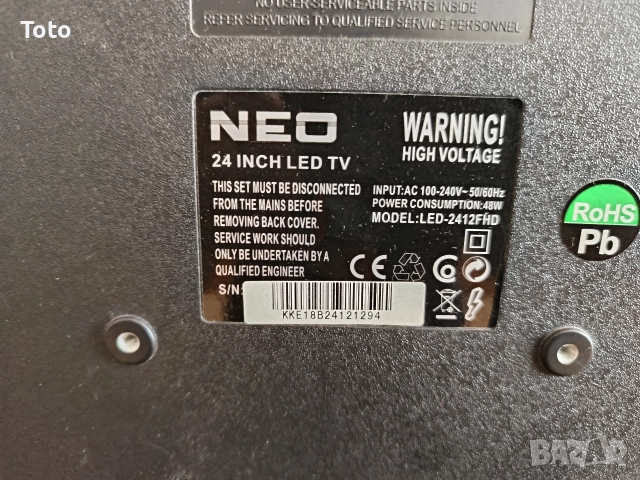 Toto
NO USER-SERVICEABLE PARTS INSIDE
REFER SERVICING TO QUALIFIED SERVICE PERSONNEL
NEO
24 INCH LED TV
THIS SET MUST BE DISCONNECTED
FROM THE MAINS BEFORE
REMOVING BACK COVER.
SERVICE WORK SHOULD
ONLY BE UNDERTAKEN BY A
QUALIFIED ENGINEER
S/N:
KKE18B24121294
WARNING!
HIGH VOLTAGE
INPUT:AC 100-240V~ 50/60Hz
POWER CONSUMPTION:48W
MODEL:LED-2412FHD
CE
RoHS
Pb
BAZAR